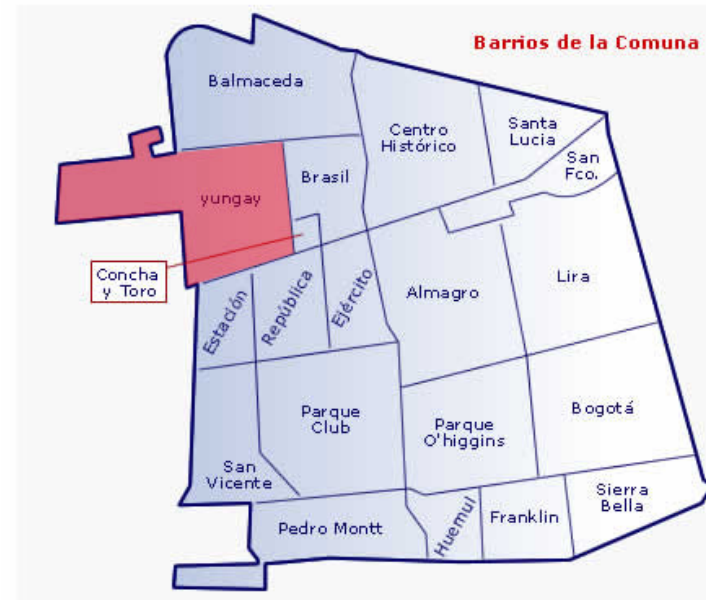 Barrios de la Comuna
Balmaceda
Centro
Histórico
Santa
Lucia
San
Fco.
Brasil
yungay
Concha
y Toro
Estación
República
Ejército
Almagro
Lira
Parque
Club
Parque
O'higgins
Bogotá
San
Vicente
Pedro Montt
Huemul
Franklin
Sierra
Bella